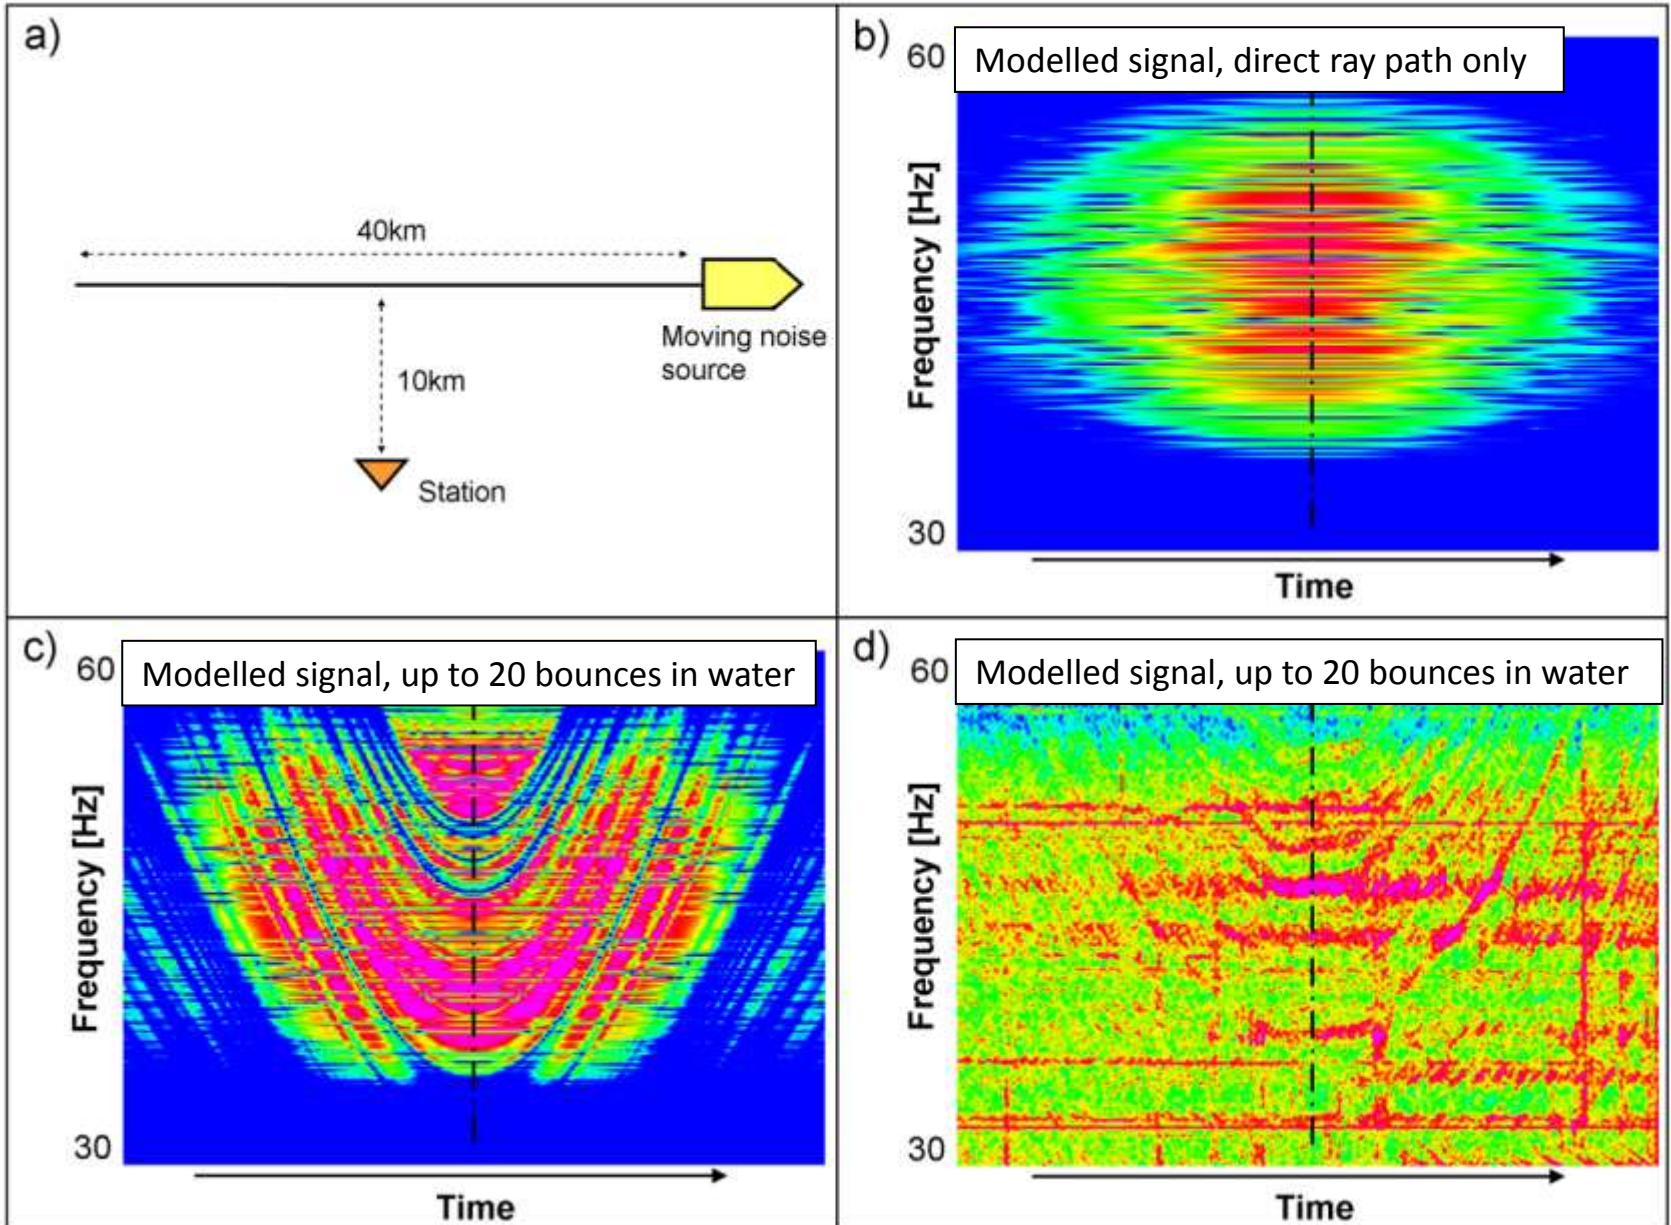 a)
40km
Moving noise
source
10km
Station
b)
60
Modelled signal, direct ray path only
Frequency [Hz]
30
Time
c)
60
Modelled signal, up to 20 bounces in water
Frequency [Hz]
30
Time
d)
60
Modelled signal, up to 20 bounces in water
Frequency [Hz]
30
Time